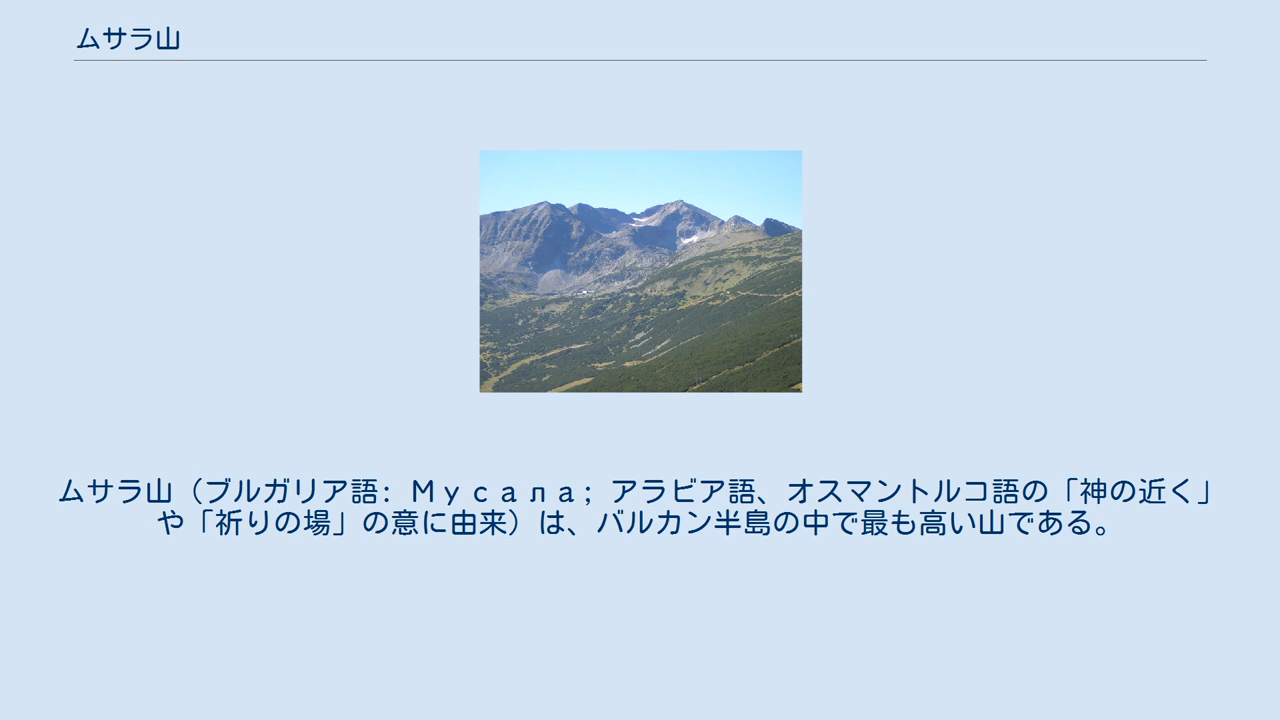 ムサラ山
ムサラ山（ブルガリア語: Ｍｙｃａｌａ; アラビア語、オスマントルコ語の「神の近く」
や「祈りの場」の意に由来）は、バルカン半島の中で最も高い山である。